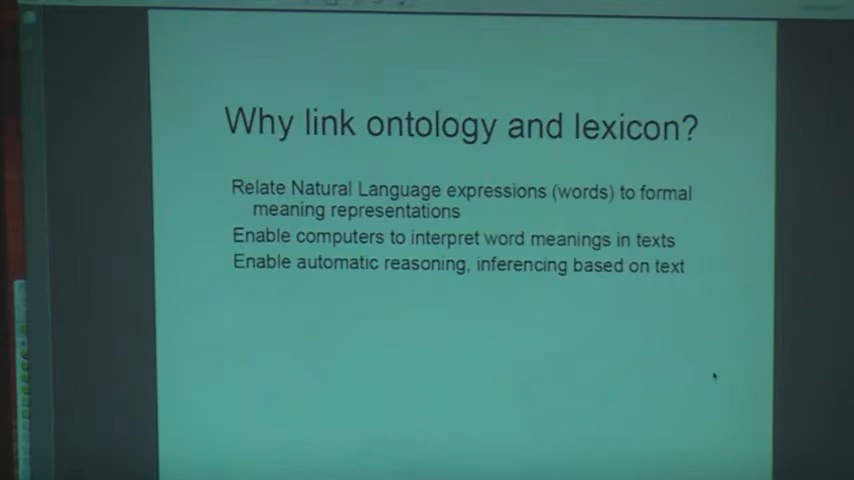 Why link ontology and lexicon?
Relate Natural Language expressions (words) to formal
meaning representations
Enable computers to interpret word meanings in texts
Enable automatic reasoning, inferencing based on text